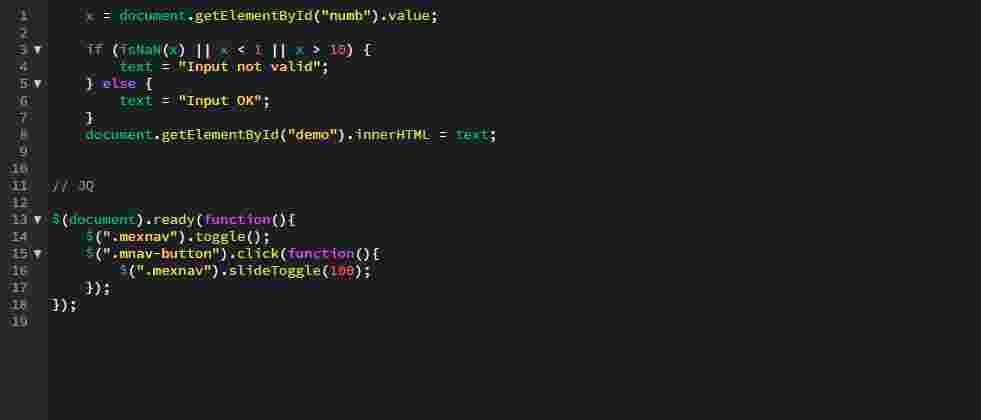 1 x = document.getElementById("numb").value;
2
3 if (isNaN(x) || x < 1 || x > 10) {
4 text = "Input not valid";
5 } else {
6 text = "Input OK";
7 }
8 document.getElementById("demo").innerHTML = text;
9
10
11 // JQ
12
13 $(document).ready(function(){
14 $(".mexnav").toggle();
15 $(".mnav-button").click(function(){
16 $(".mexnav").slideToggle(100);
17 });
18 });
19